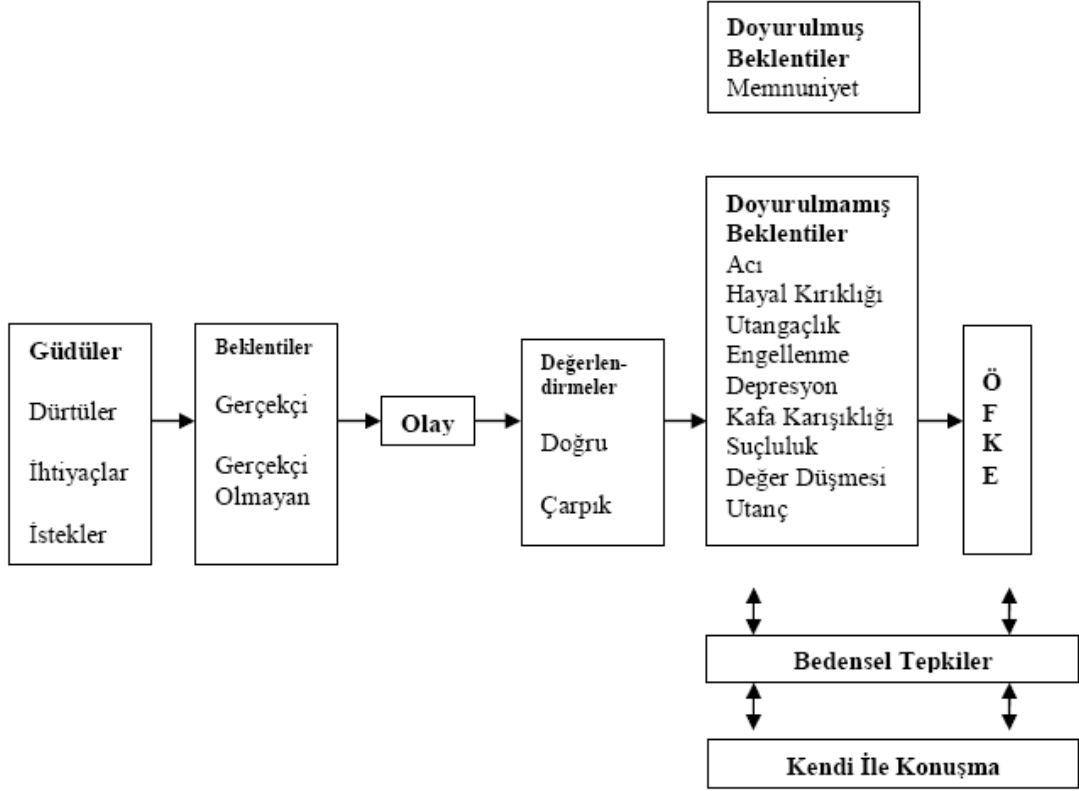 Doyurulmuş
Beklentiler
Memnuniyet
Güdüler
Dürtüler
İhtiyaçlar
İstekler
Beklentiler
Gerçekçi
Gerçekçi
Olmayan
Olay
Değerlen-
dirmeler
Doğru
Çarpık
Doyurulmamış
Beklentiler
Acı
Hayal Kırıklığı
Utangaçlık
Engellenme
Depresyon
Kafa Karışıklığı
Suçluluk
Değer Düşmesi
Utanç
Ö
F
K
E
Bedensel Tepkiler
Kendi İle Konuşma